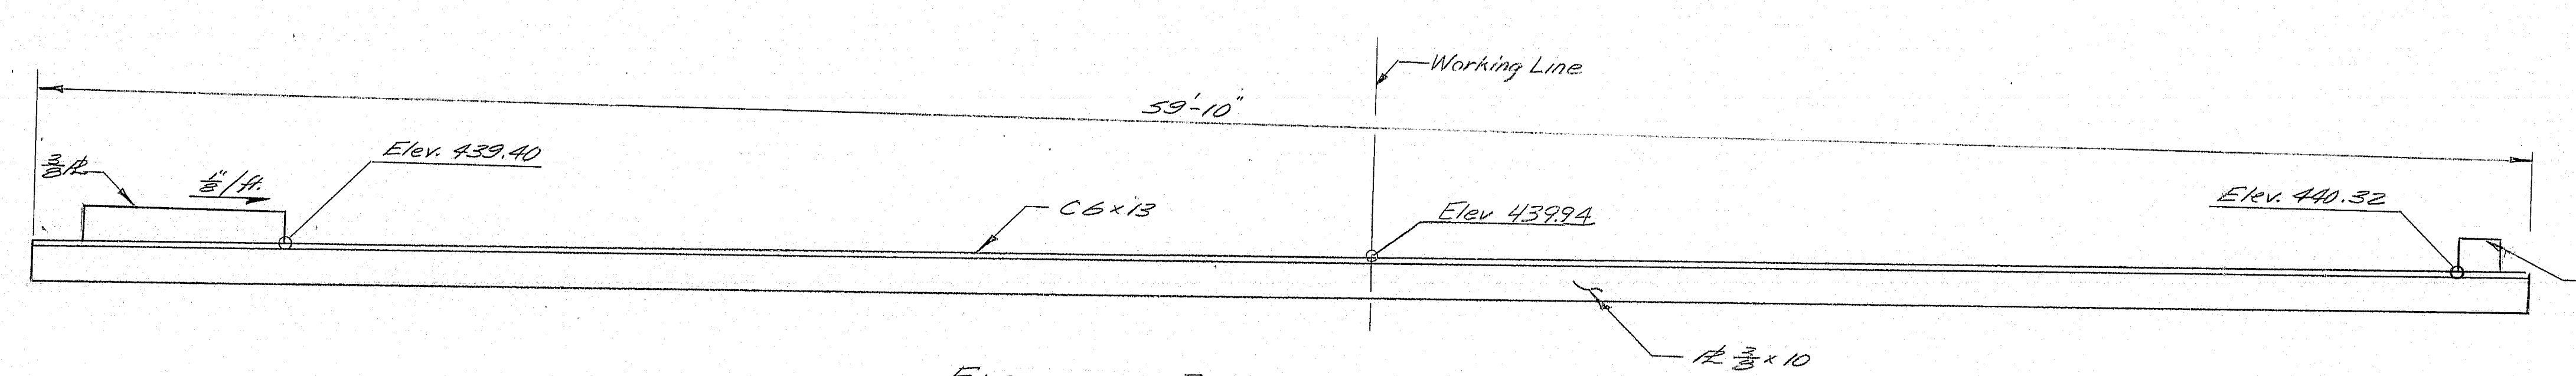 Working Line
59'-10"
Elev. 439.40
3/8 ℄
1/8"/ft.
C6×13
Elev 439.94
Elev. 440.32
℄ 3/8 × 10